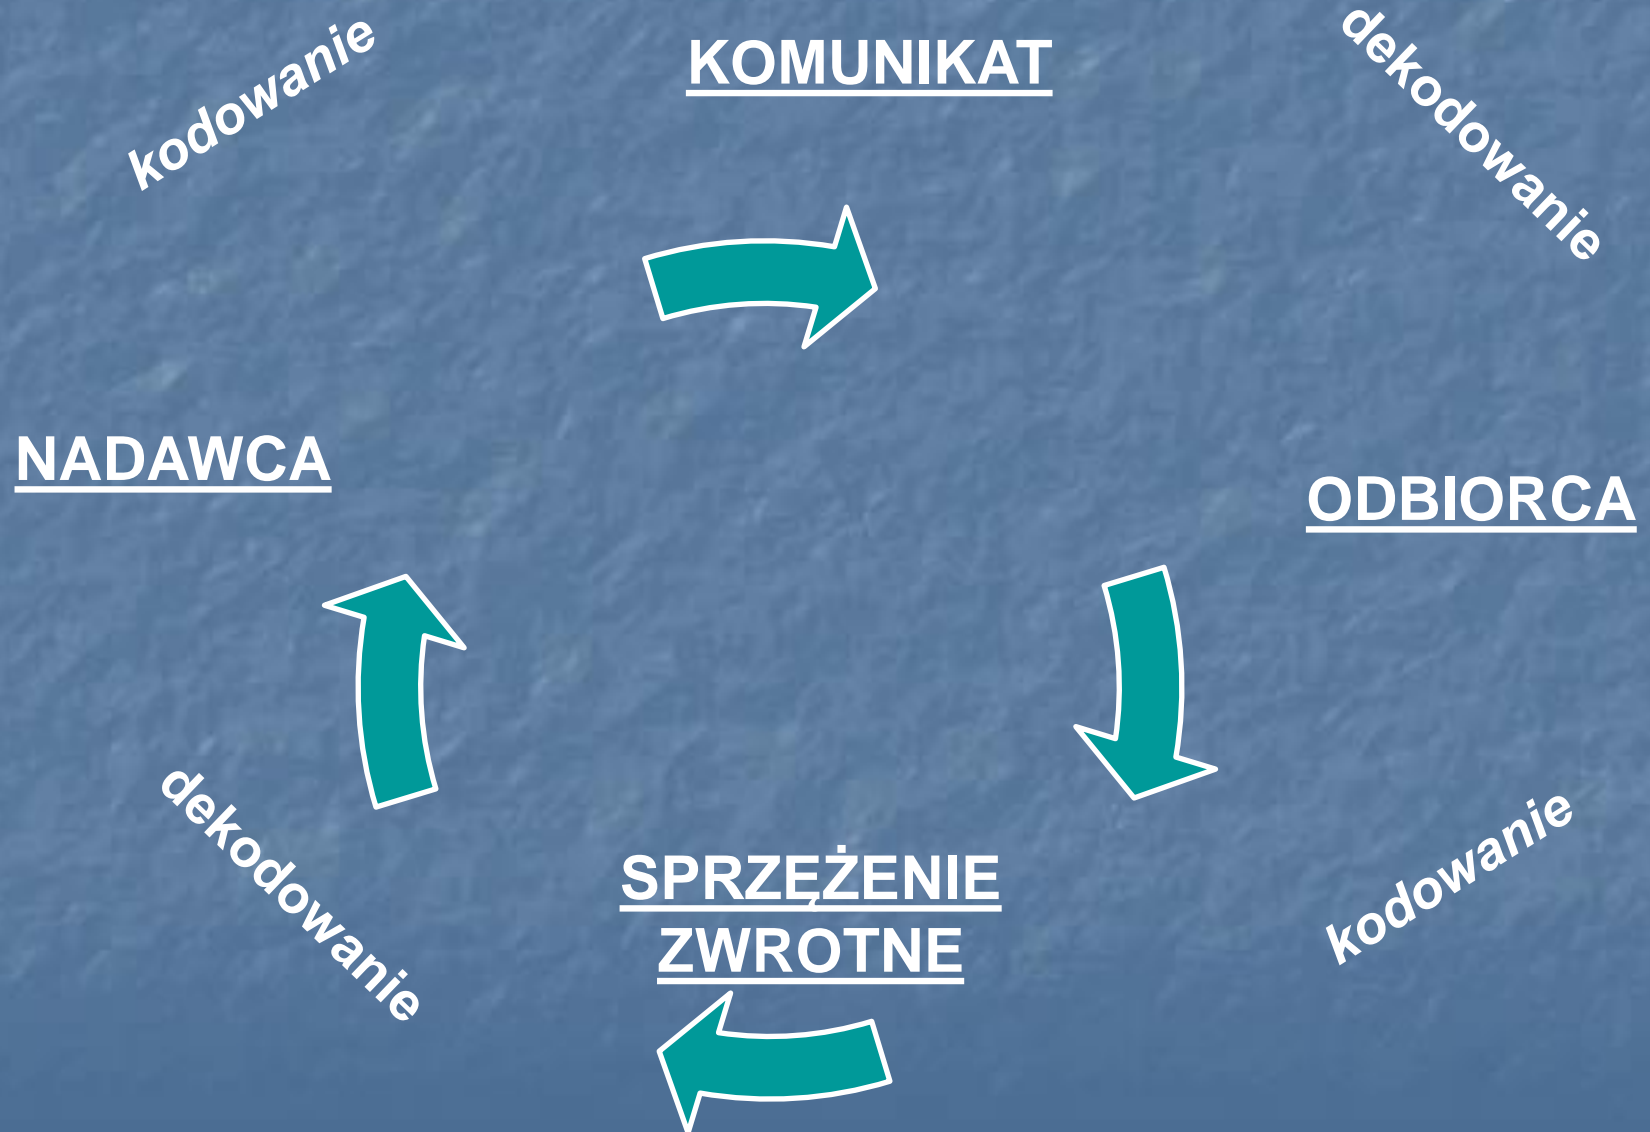 kodowanie
KOMUNIKAT
dekodowanie
NADAWCA
ODBIORCA
dekodowanie
SPRZĘŻENIE
ZWROTNE
kodowanie